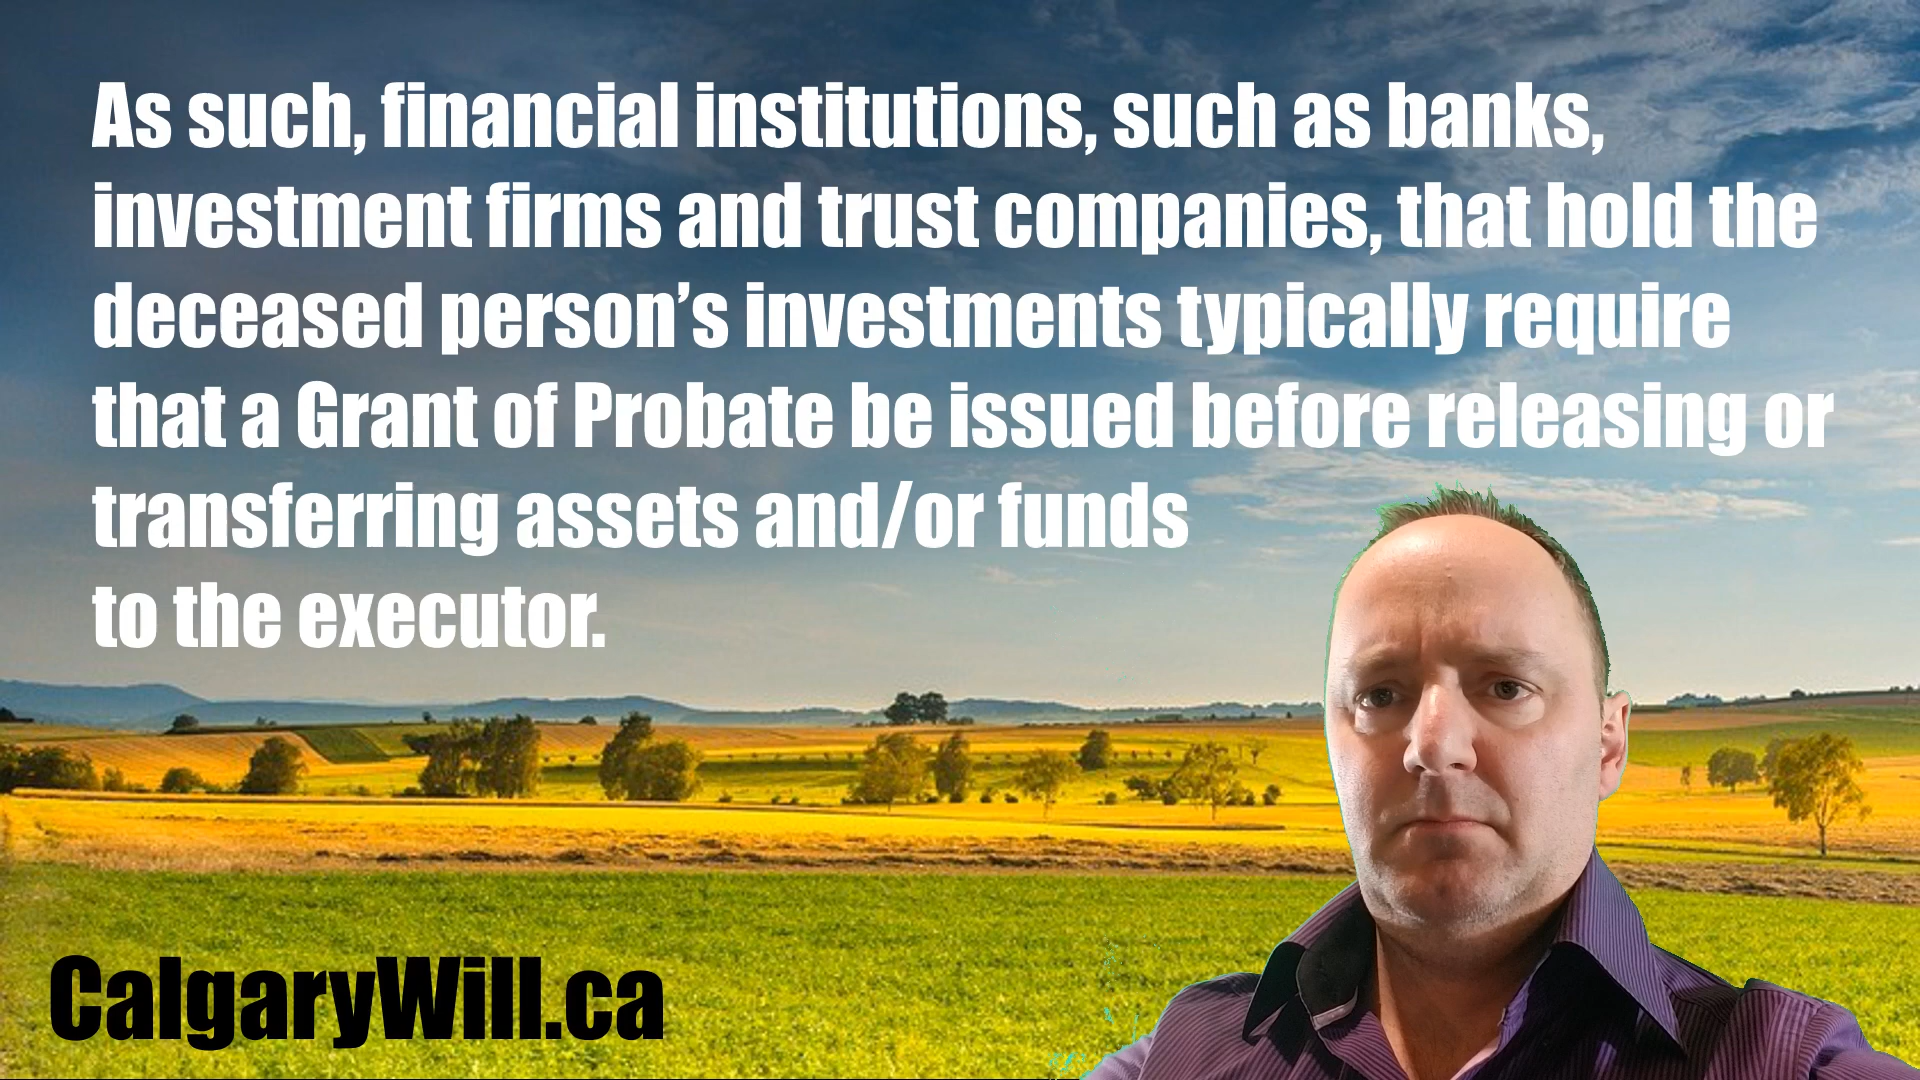 As such, financial institutions, such as banks,
investment firms and trust companies, that hold the
deceased person’s investments typically require
that a Grant of Probate be issued before releasing or
transferring assets and/or funds
to the executor.
CalgaryWill.ca